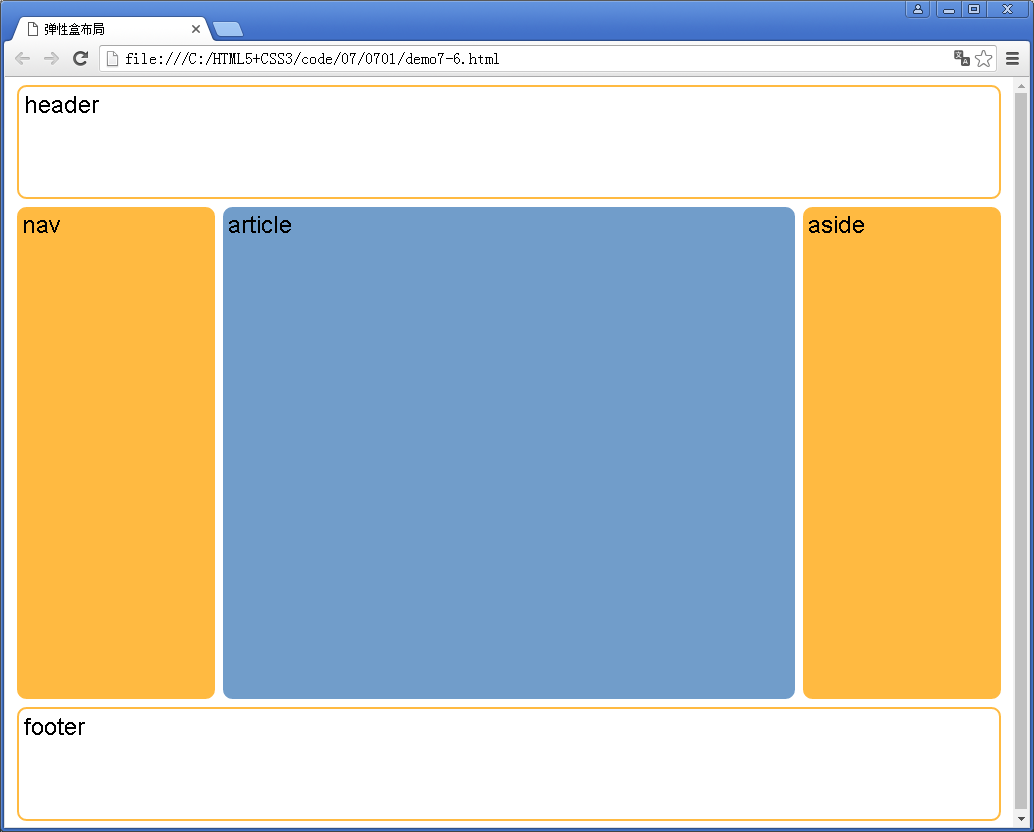 弹性盒布局
file:///C:/HTML5+CSS3/code/07/0701/demo7-6.html
header
nav
article
aside
footer